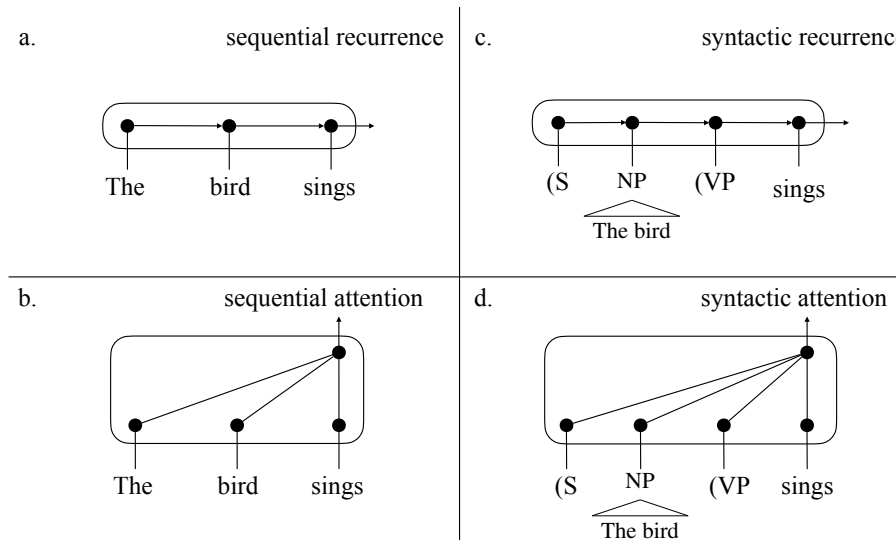 a.
sequential recurrence
The bird sings
b.
sequential attention
The bird sings
c.
syntactic recurrenc
(S NP (VP sings
The bird
d.
syntactic attention
(S NP (VP sings
The bird